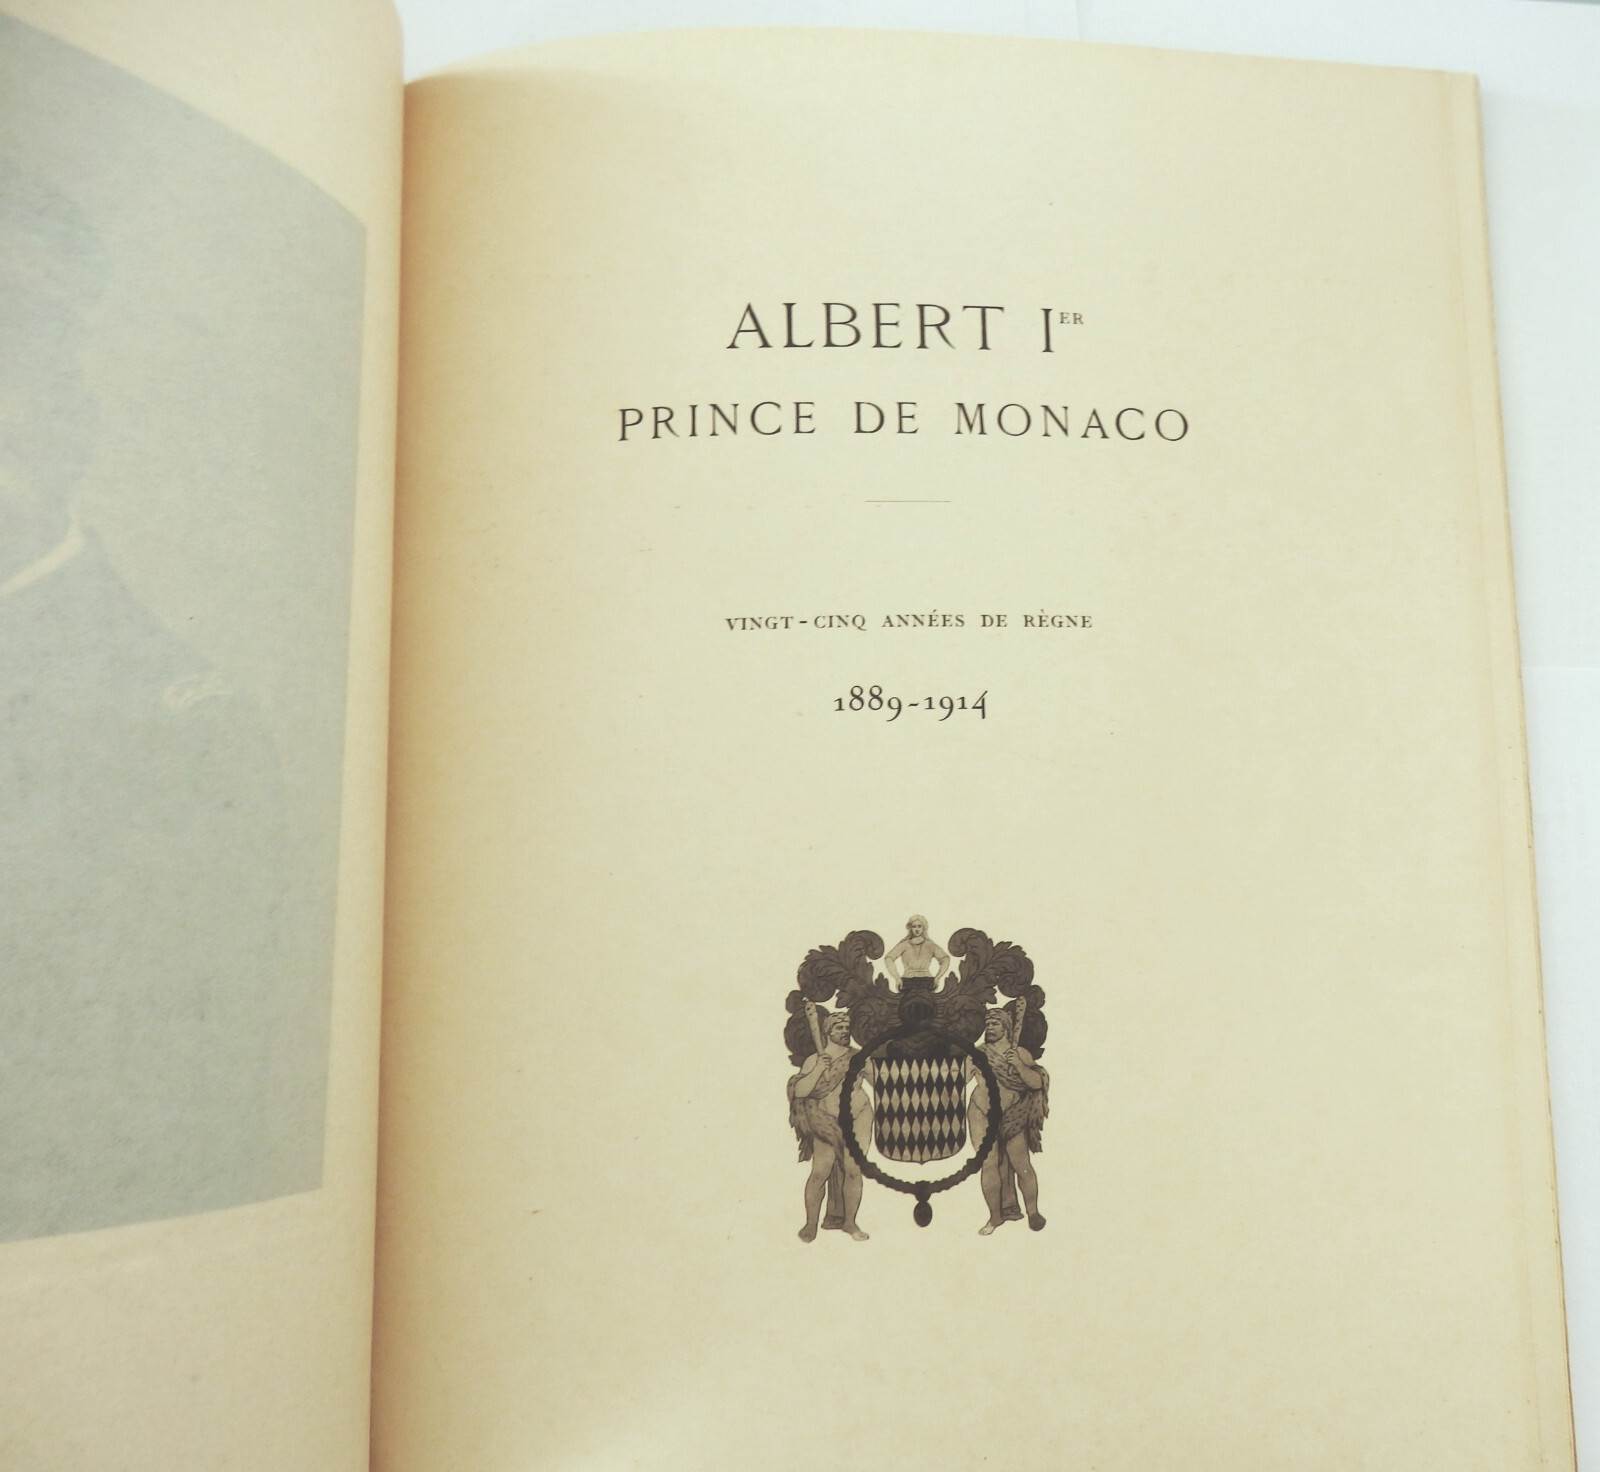 ALBERT IER
PRINCE DE MONACO
VINGT-CINQ ANNÉES DE RÈGNE
1889-1914